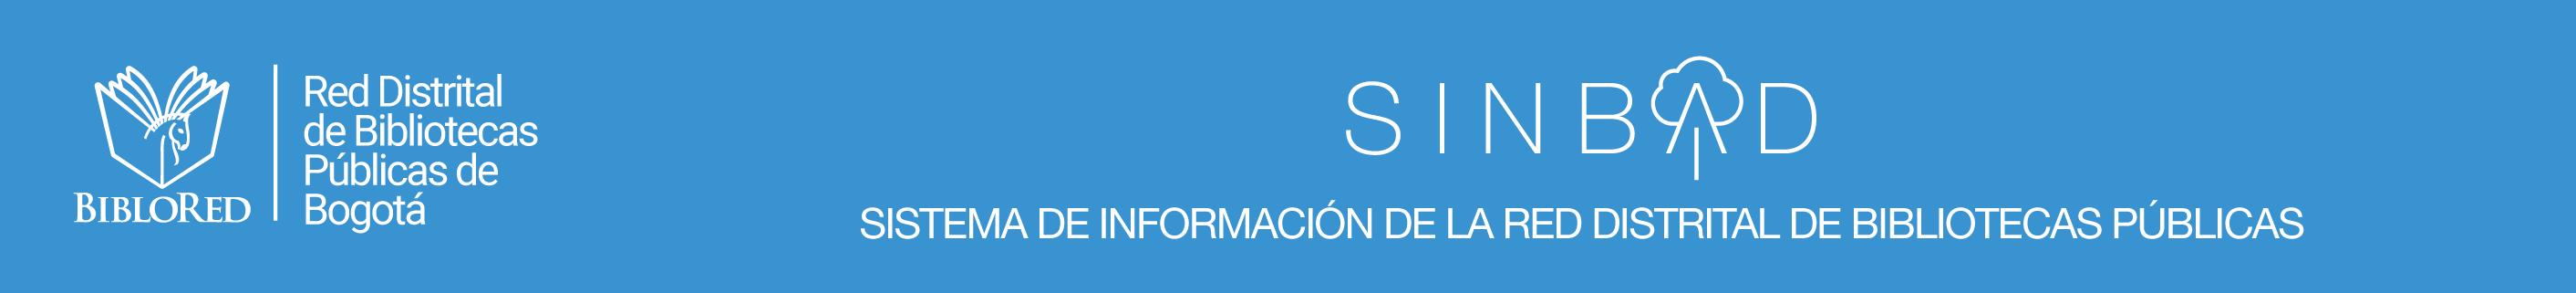 BIBLORED
Red Distrital
de Bibliotecas
Públicas de
Bogotá
SINBAD
SISTEMA DE INFORMACIÓN DE LA RED DISTRITAL DE BIBLIOTECAS PÚBLICAS